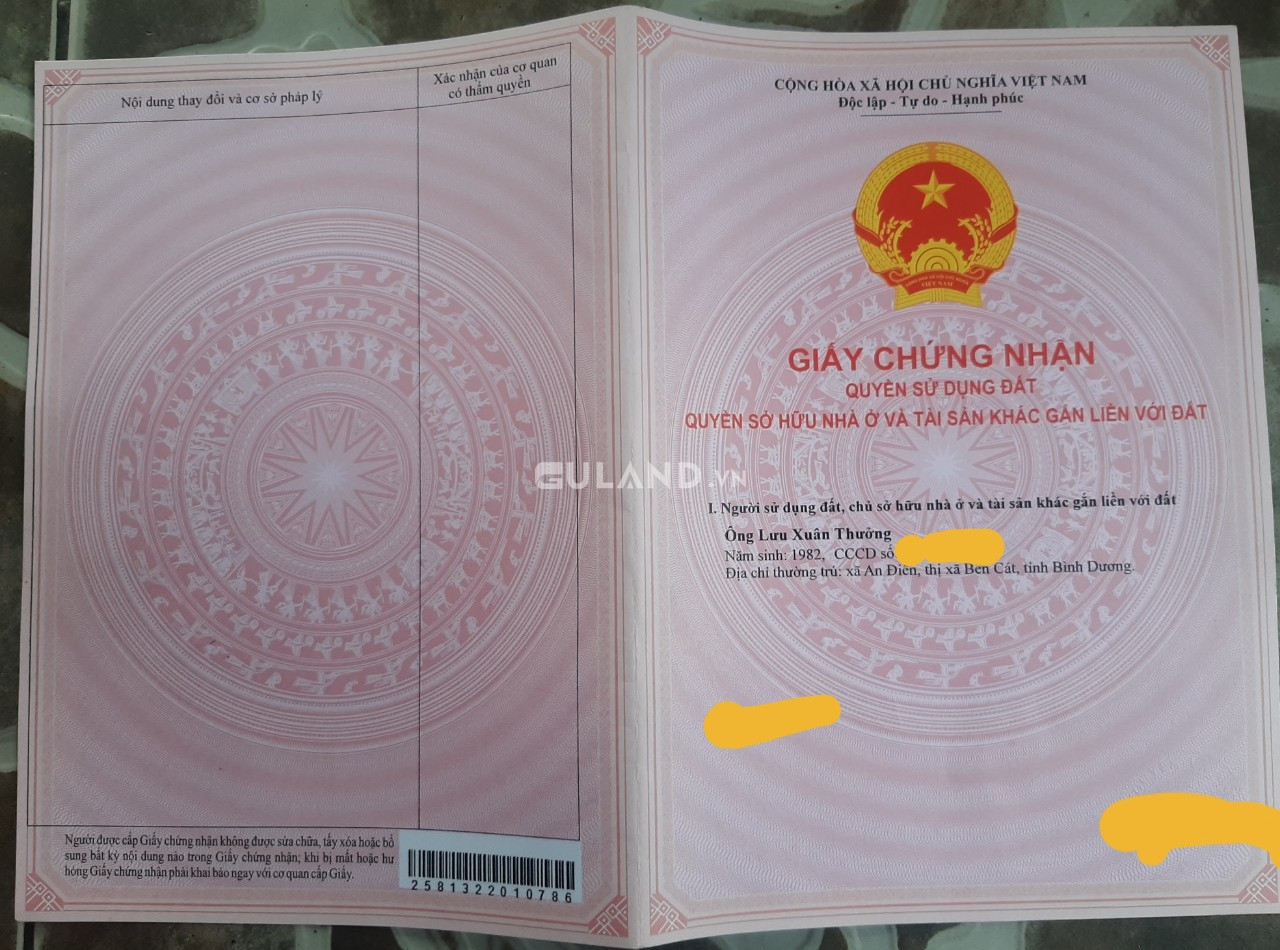 Nội dung thay đổi và cơ sở pháp lý
Xác nhận của cơ quan
có thẩm quyền
Người được cấp Giấy chứng nhận không được sửa chữa, tẩy xóa hoặc bổ
sung bất kỳ nội dung nào trong Giấy chứng nhận; khi bị mất hoặc hư
hỏng Giấy chứng nhận phải khai báo ngay với cơ quan cấp Giấy.
2581322010786
CỘNG HÒA XÃ HỘI CHỦ NGHĨA VIỆT NAM
Độc lập - Tự do - Hạnh phúc
VIỆT NAM
GIẤY CHỨNG NHẬN
QUYỀN SỬ DỤNG ĐẤT
QUYỀN SỞ HỮU NHÀ Ở VÀ TÀI SẢN KHÁC GẮN LIỀN VỚI ĐẤT
GULAND.VN
I. Người sử dụng đất, chủ sở hữu nhà ở và tài sản khác gắn liền với đất
Ông Lưu Xuân Thưởng
Năm sinh: 1982, CCCD số
Địa chỉ thường trú: xã An Điền, thị xã Bến Cát, tỉnh Bình Dương.